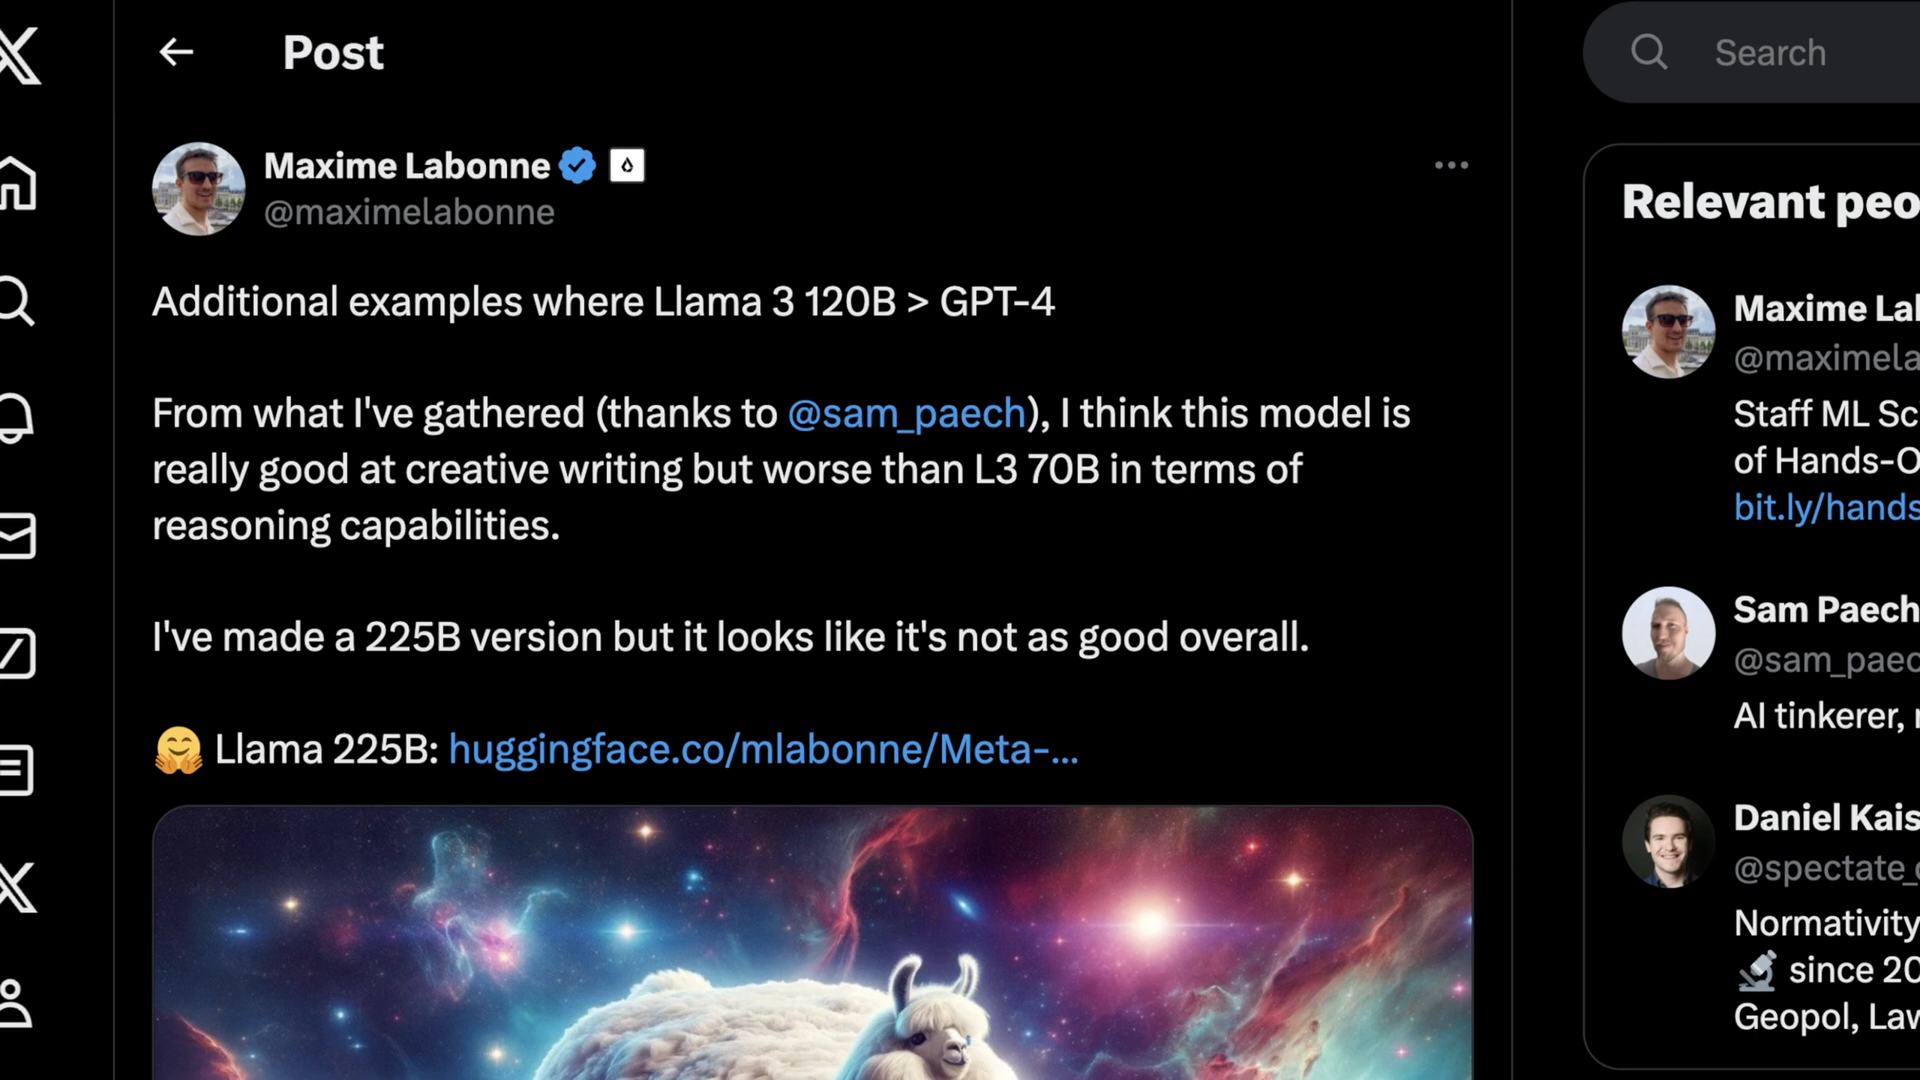 Post
Maxime Labonne
@maximelabonne
Additional examples where Llama 3 120B > GPT-4
From what I've gathered (thanks to @sam_paech), I think this model is
really good at creative writing but worse than L3 70B in terms of
reasoning capabilities.
I've made a 225B version but it looks like it's not as good overall.
🤗 Llama 225B: huggingface.co/mlabonne/Meta-...
Search
Relevant peo
Maxime Lal
@maximela
Staff ML Sc
of Hands-O
bit.ly/hands
Sam Paech
@sam_paec
AI tinkerer,
Daniel Kais
@spectate_
Normativity
🔬 since 20
Geopol, Law